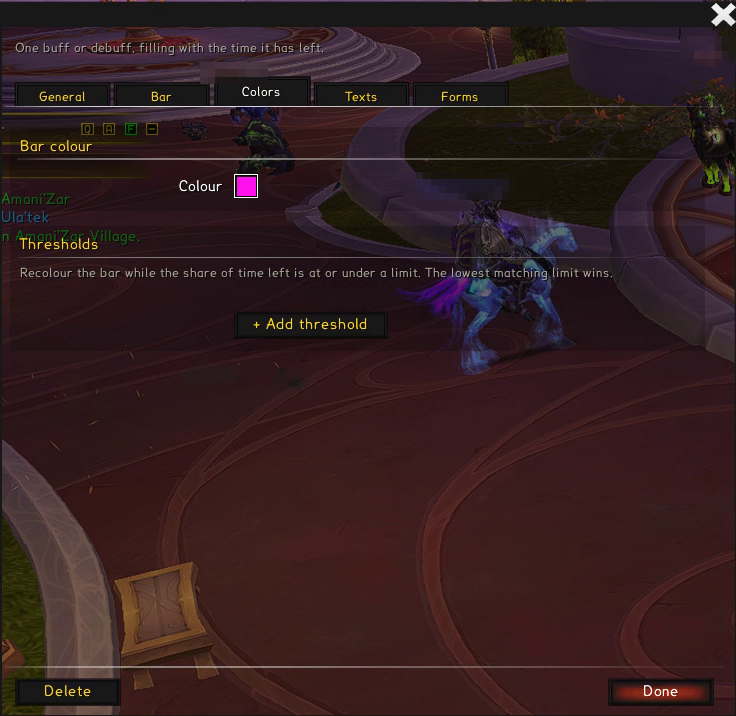 One buff or debuff, filling with the time it has left.
General Bar Colors Texts Forms
Q A F
Bar colour
Colour
Amani'Zar
Ula'tek
n Amani'Zar Village.
Thresholds
Recolour the bar while the share of time left is at or under a limit. The lowest matching limit wins.
+ Add threshold
Delete Done